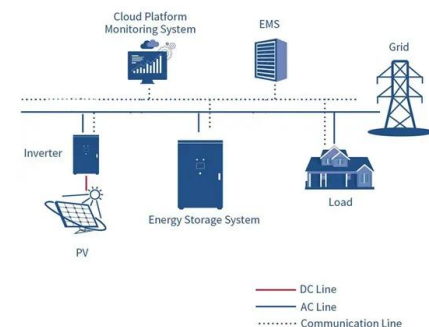 Cloud Platform
Monitoring System
EMS
Grid
Inverter
Energy Storage System
Load
PV
DC Line
AC Line
Communication Line